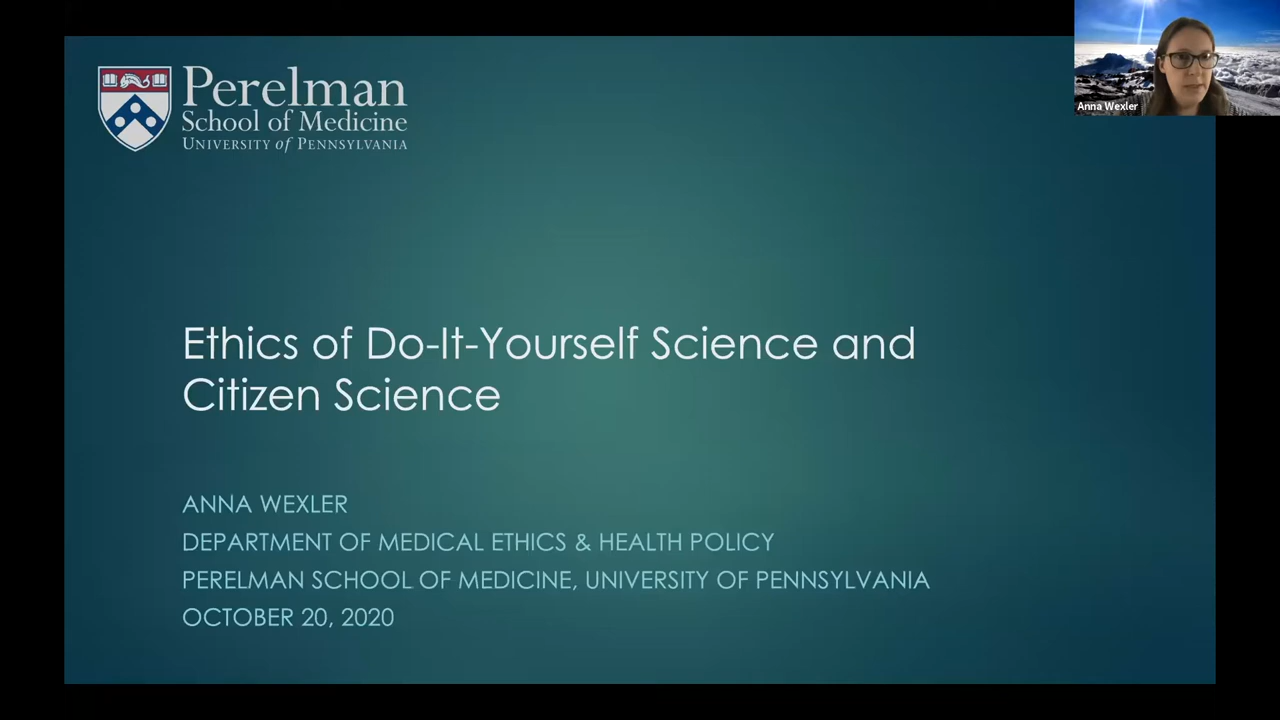 Perelman
School of Medicine
UNIVERSITY of PENNSYLVANIA
Anna Wexler
Ethics of Do-It-Yourself Science and
Citizen Science
ANNA WEXLER
DEPARTMENT OF MEDICAL ETHICS & HEALTH POLICY
PERELMAN SCHOOL OF MEDICINE, UNIVERSITY OF PENNSYLVANIA
OCTOBER 20, 2020